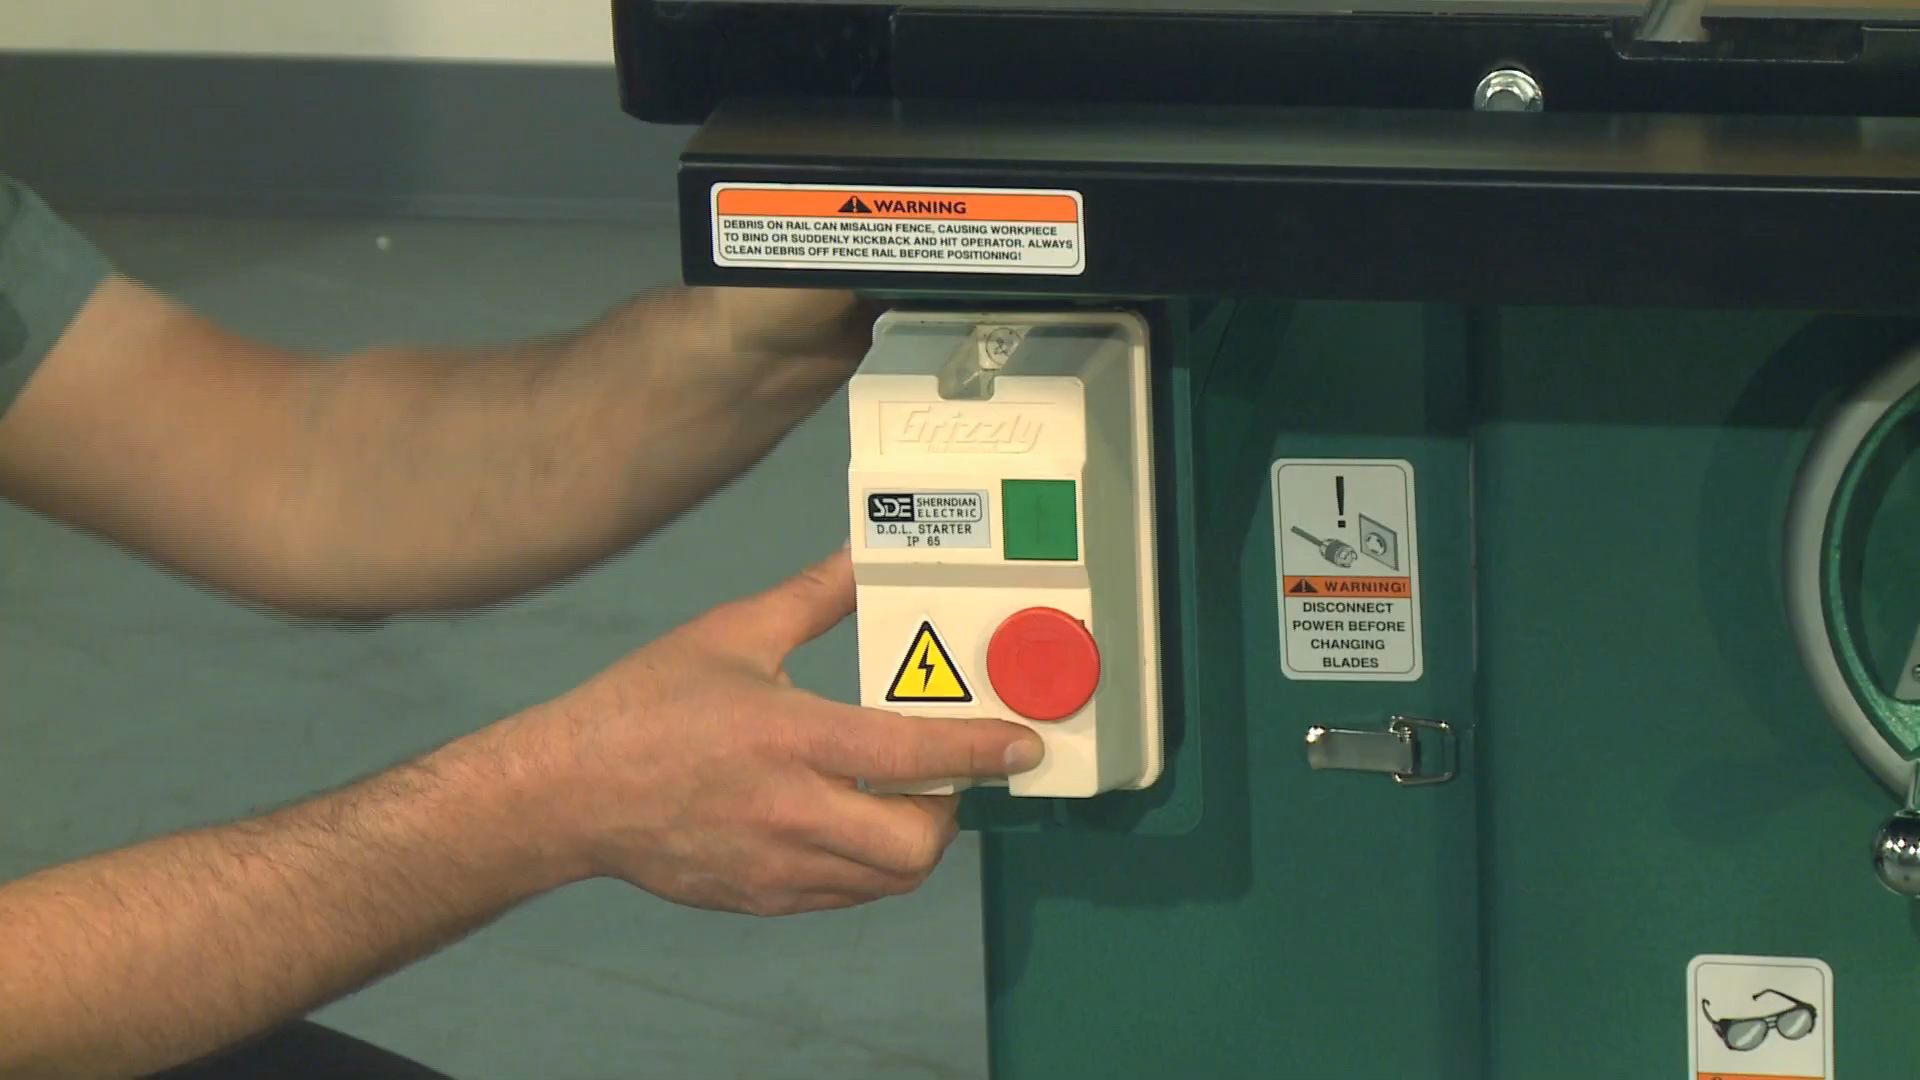 WARNING
DEBRIS ON RAIL CAN MISALIGN FENCE, CAUSING WORKPIECE
TO BIND OR SUDDENLY KICKBACK AND HIT OPERATOR. ALWAYS
CLEAN DEBRIS OFF FENCE RAIL BEFORE POSITIONING!
Grizzly
SDE SHERNDIAN
ELECTRIC
D.O.L. STARTER
IP 65
WARNING!
DISCONNECT
POWER BEFORE
CHANGING
BLADES